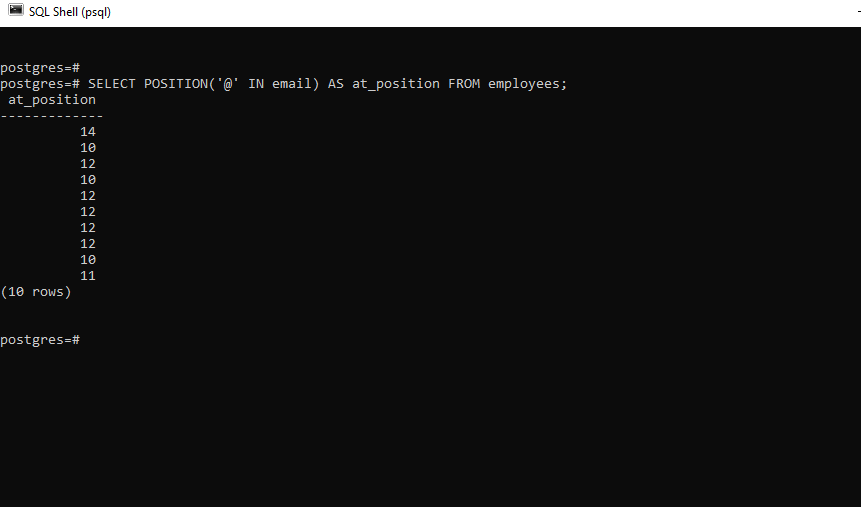 SQL Shell (psql)
postgres=#
postgres=# SELECT POSITION('@' IN email) AS at_position FROM employees;
 at_position
-------------
          14
          10
          12
          10
          12
          12
          12
          12
          10
          11
(10 rows)
postgres=#